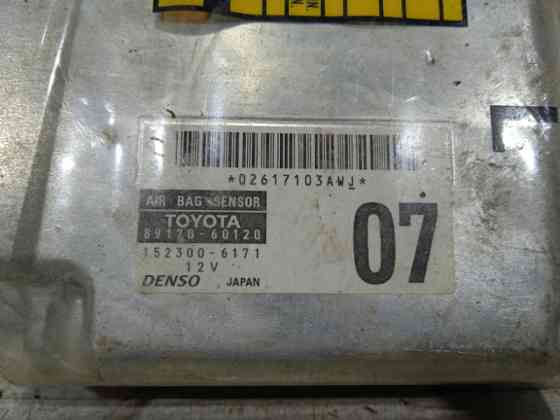 *02617103AWJ*
AIR BAG SENSOR
TOYOTA
89170-60120
152300-6171
12V
DENSO JAPAN
07